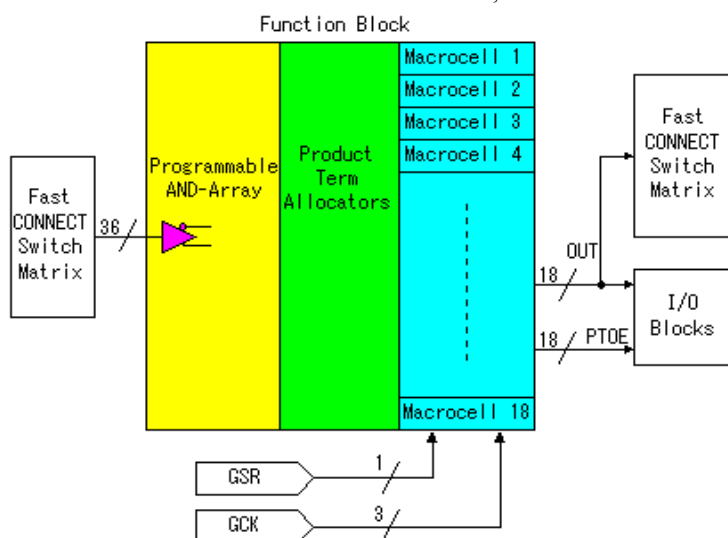 Function Block
Macrocell 1
Macrocell 2
Macrocell 3
Macrocell 4
Macrocell 18
Programmable
AND-Array
Product
Term
Allocators
Fast
CONNECT
Switch
Matrix
36
Fast
CONNECT
Switch
Matrix
OUT
18
I/O
Blocks
18
PTOE
GSR
1
GCK
3